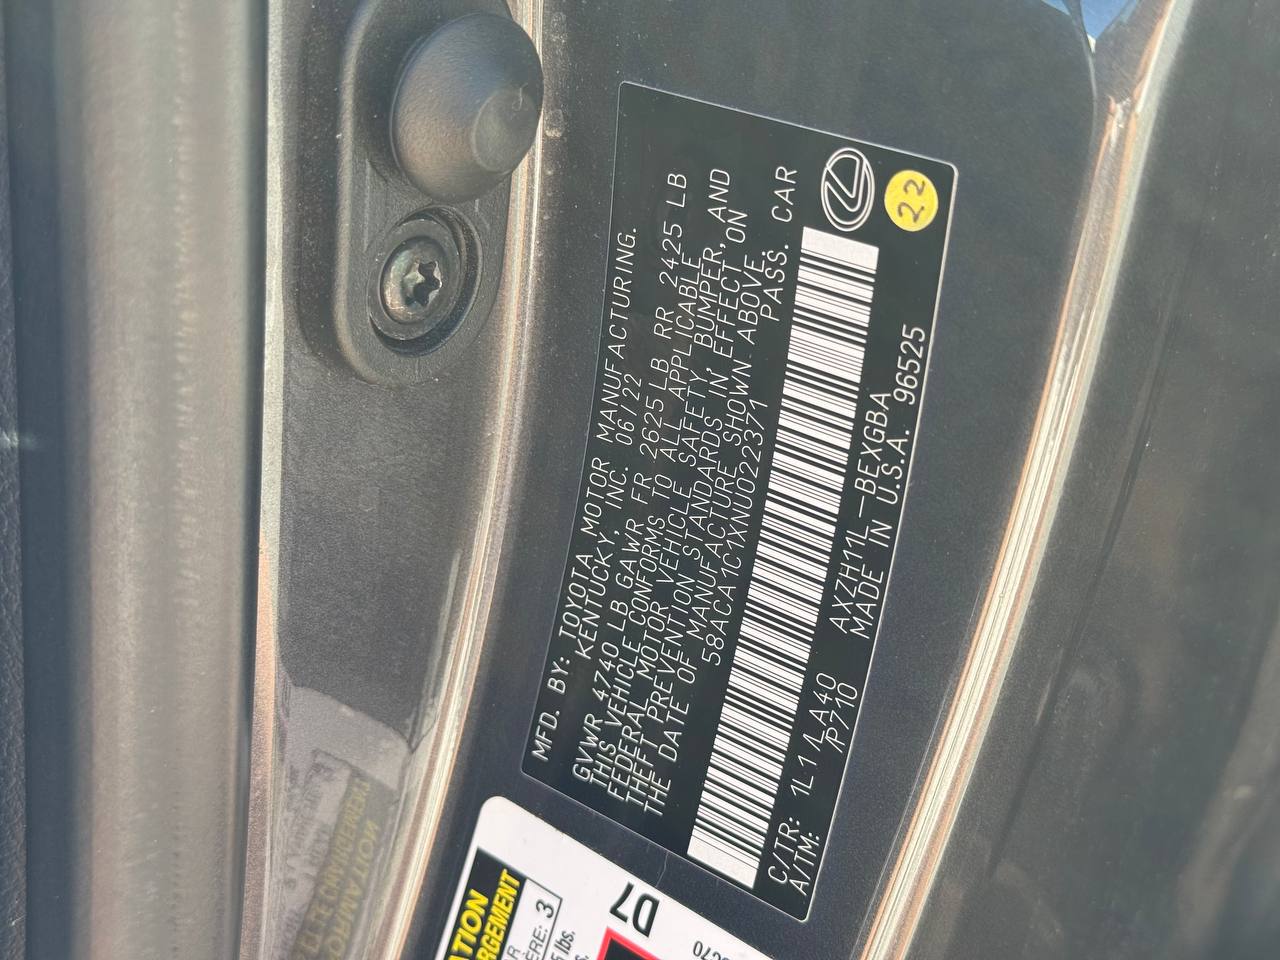 MFD. BY: TOYOTA MOTOR MANUFACTURING.
KENTUCKY, INC. 06/22
GVWR 4740 LB GAWR FR 2625 LB RR 2425 LB
THIS VEHICLE CONFORMS TO ALL APPLICABLE
FEDERAL MOTOR VEHICLE SAFETY, BUMPER, AND
THEFT PREVENTION STANDARDS IN EFFECT ON
THE DATE OF MANUFACTURE SHOWN ABOVE.
58ACA1C1XNU022371 PASS. CAR
C/TR: 1L1 LA40 AXZH11L-BEXGBA
A/TM: P710 MADE IN U.S.A. 96525
22
D7
3
lbs.